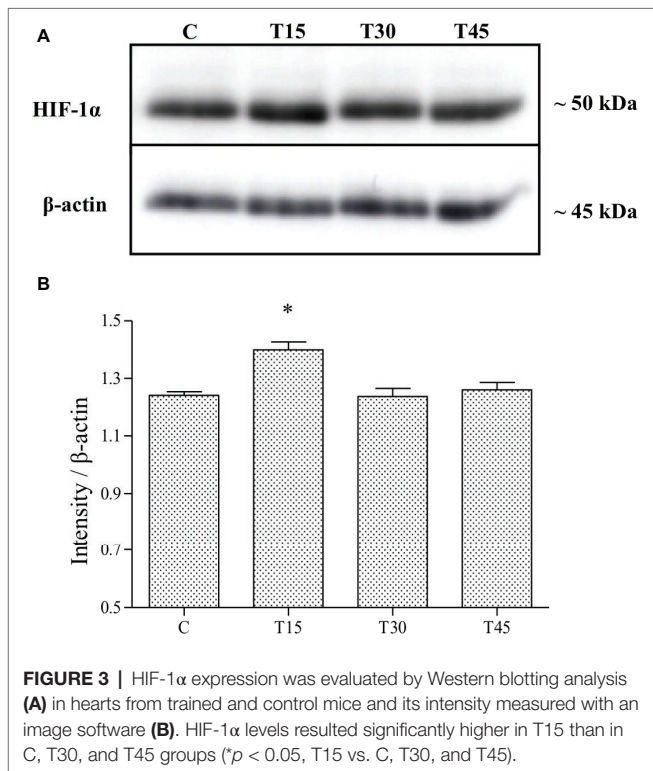 A
C T15 T30 T45
HIF-1α
~ 50 kDa
β-actin
~ 45 kDa
B
Intensity / β-actin
1.5
1.3
1.1
0.9
0.7
0.5
*
C T15 T30 T45
FIGURE 3 | HIF-1α expression was evaluated by Western blotting analysis
(A) in hearts from trained and control mice and its intensity measured with an
image software (B). HIF-1α levels resulted significantly higher in T15 than in
C, T30, and T45 groups (*p < 0.05, T15 vs. C, T30, and T45).